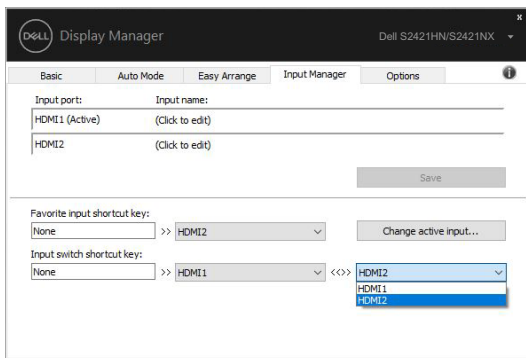 x
DELL Display Manager Dell S2421HN/S2421NX
Basic Auto Mode Easy Arrange Input Manager Options i
Input port: Input name:
HDMI1 (Active) (Click to edit)
HDMI2 (Click to edit)
Save
Favorite input shortcut key:
None >> HDMI2 Change active input...
Input switch shortcut key:
None >> HDMI1 <<>> HDMI2
HDMI1
HDMI2